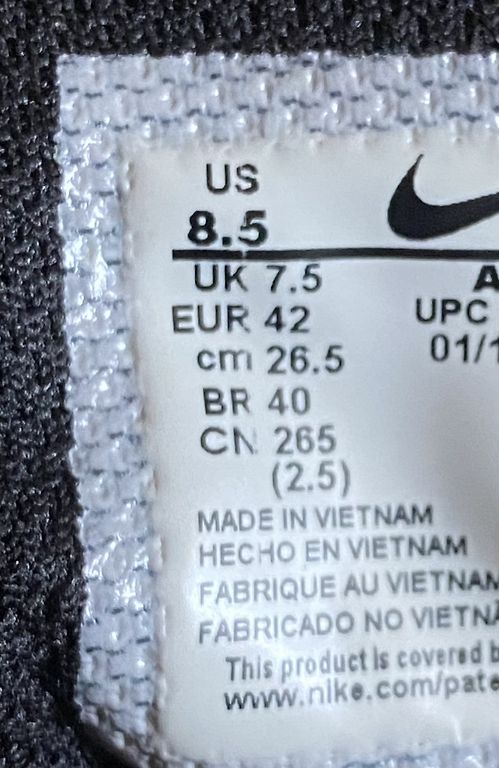 US
8.5
UK 7.5
EUR 42
cm 26.5
BR 40
CN 265
(2.5)
A
UPC
01/1
MADE IN VIETNAM
HECHO EN VIETNAM
FABRIQUE AU VIETNAM
FABRICADO NO VIETNA
This product is covered b
www.nike.com/pate